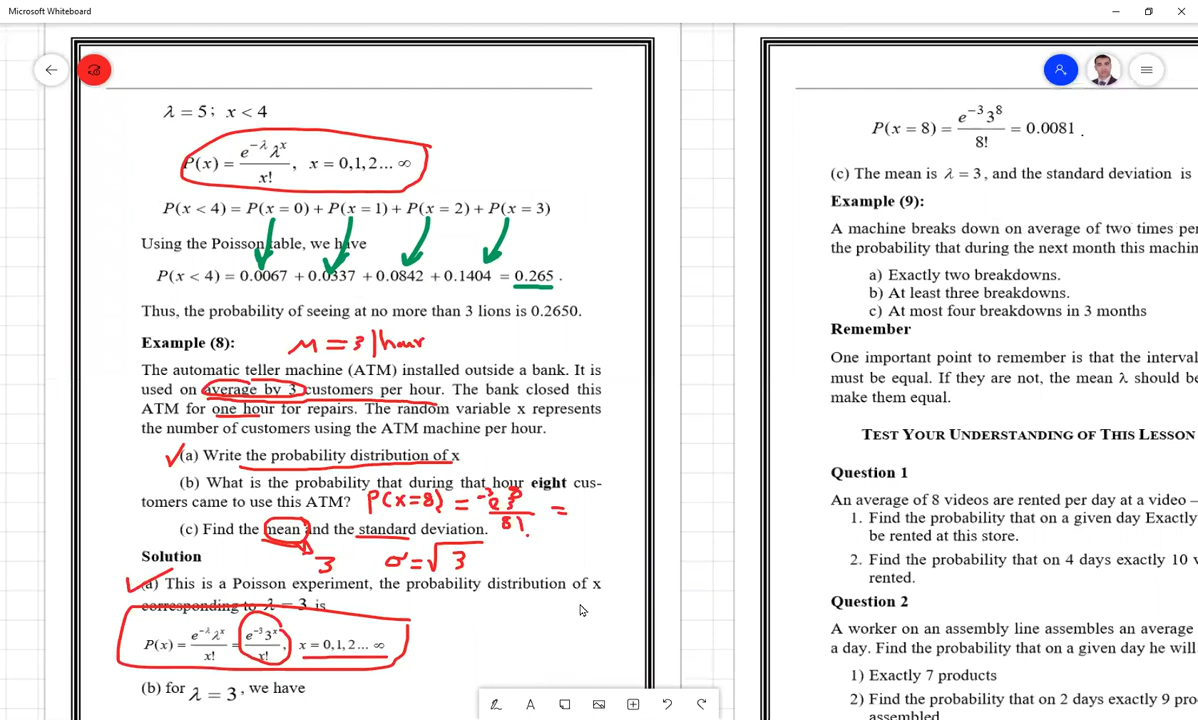 Microsoft Whiteboard
λ = 5; x < 4
P(x) = e^{-λ} λ^x / x!, x = 0,1,2... ∞
P(x < 4) = P(x = 0) + P(x = 1) + P(x = 2) + P(x = 3)
Using the Poisson table, we have
P(x < 4) = 0.0067 + 0.0337 + 0.0842 + 0.1404 = 0.265 .
Thus, the probability of seeing at no more than 3 lions is 0.2650.
Example (8): M = 3 / hour
The automatic teller machine (ATM) installed outside a bank. It is
used on average by 3 customers per hour. The bank closed this
ATM for one hour for repairs. The random variable x represents
the number of customers using the ATM machine per hour.
(a) Write the probability distribution of x
(b) What is the probability that during that hour eight cus-
tomers came to use this ATM? P(x=8) = e^{-3} 3^8 / 8! =
(c) Find the mean and the standard deviation.
3 σ = √3
Solution
(a) This is a Poisson experiment, the probability distribution of x
corresponding to λ = 3 is
P(x) = e^{-λ} λ^x / x! = e^{-3} 3^x / x!, x = 0,1,2... ∞
(b) for λ = 3, we have
P(x = 8) = e^{-3} 3^8 / 8! = 0.0081 .
(c) The mean is λ = 3, and the standard deviation is
Example (9):
A machine breaks down on average of two times per
the probability that during the next month this machin
a) Exactly two breakdowns.
b) At least three breakdowns.
c) At most four breakdowns in 3 months
Remember
One important point to remember is that the interval
must be equal. If they are not, the mean λ should be
make them equal.
TEST YOUR UNDERSTANDING OF THIS LESSON
Question 1
An average of 8 videos are rented per day at a video –
1. Find the probability that on a given day Exactly
be rented at this store.
2. Find the probability that on 4 days exactly 10 v
rented.
Question 2
A worker on an assembly line assembles an average
a day. Find the probability that on a given day he will
1) Exactly 7 products
2) Find the probability that on 2 days exactly 9 pro
assembled